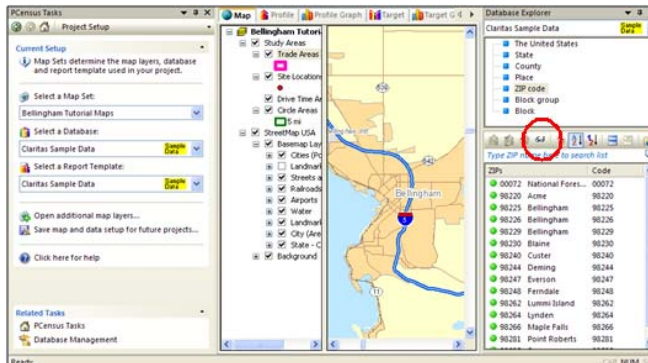 PCensus Tasks
Project Setup
Current Setup
Map Sets determine the map layers, database
and report template used in your project.
Select a Map Set:
Bellingham Tutorial Maps
Select a Database:
Claritas Sample Data
Sample
Data
Select a Report Template:
Claritas Sample Data
Sample
Data
Open additional map layers...
Save map and data setup for future projects...
Click here for help
Related Tasks
PCensus Tasks
Database Management
Ready
Map
Profile
Profile Graph
Target
Target G
Bellingham Tutori
Study Areas
Trade Areas
Site Locations
Drive Time Ar
Circle Areas
5 mi
StreetMap USA
Basemap Lay
Cities (Po
Landmar
Streets a
Railroads
Airports
Water
Landmar
City (Are
State - C
Background
Bellingham
5
11
Database Explorer
Claritas Sample Data
Sample
Data
The United States
State
County
Place
ZIP code
Block group
Block
Type ZIP name here to search list
ZIPs
Code
00072 National Fores... 00072
98220 Acme 98220
98225 Bellingham 98225
98226 Bellingham 98226
98229 Bellingham 98229
98230 Blaine 98230
98240 Custer 98240
98244 Deming 98244
98247 Everson 98247
98248 Ferndale 98248
98262 Lummi Island 98262
98264 Lynden 98264
98266 Maple Falls 98266
98281 Point Roberts 98281
NUM